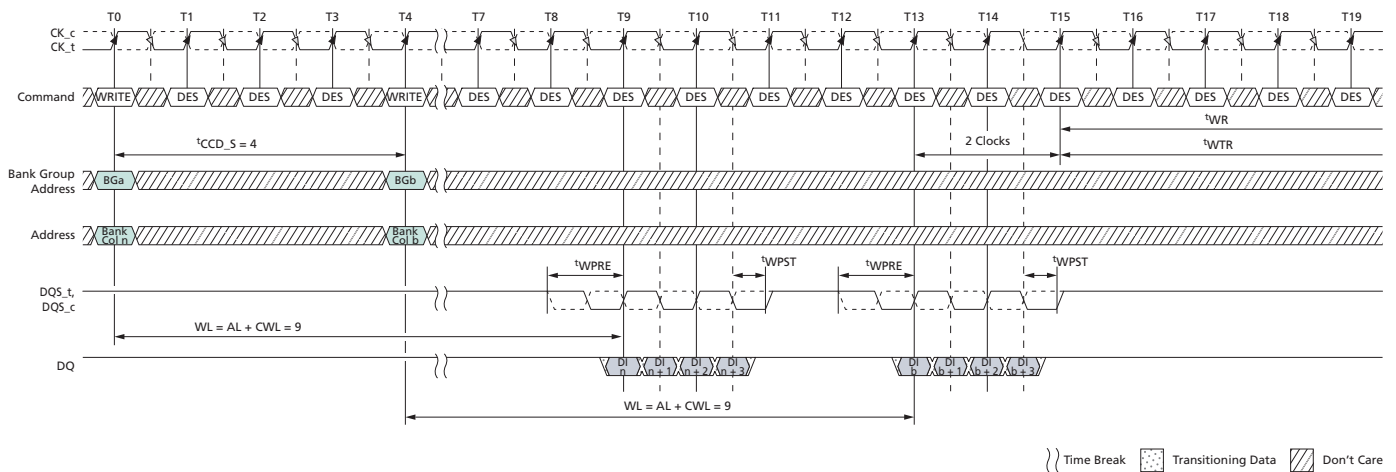 T0 T1 T2 T3 T4 T7 T8 T9 T10 T11 T12 T13 T14 T15 T16 T17 T18 T19
CK_c
CK_t
Command WRITE DES DES DES WRITE DES DES DES DES DES DES DES DES DES DES DES DES DES
tWR
tCCD_S = 4 2 Clocks
tWTR
Bank Group
Address BGa BGb
Address Bank
Col n Bank
Col b
tWPRE tWPST tWPRE tWPST
DQS_t,
DQS_c
WL = AL + CWL = 9
DQ DI
n DI
n + 1 DI
n + 2 DI
n + 3 DI
b DI
b + 1 DI
b + 2 DI
b + 3
WL = AL + CWL = 9
Time Break Transitioning Data Don't Care